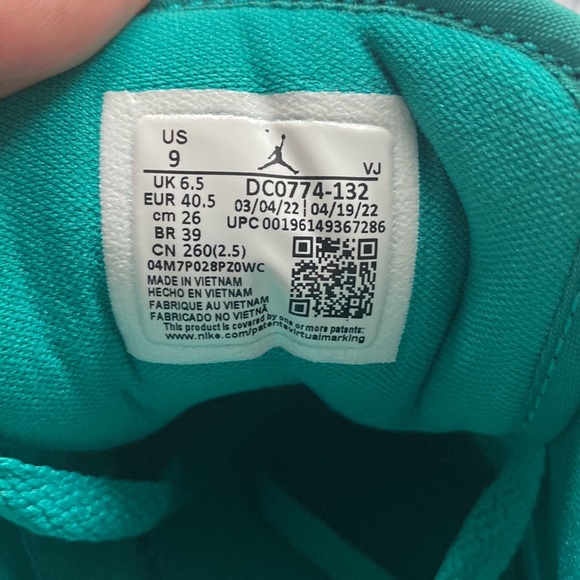 US
9
VJ
UK 6.5
EUR 40.5
cm 26
BR 39
CN 260(2.5)
DC0774-132
03/04/22 | 04/19/22
UPC 00196149367286
04M7P028PZ0WC
MADE IN VIETNAM
HECHO EN VIETNAM
FABRIQUE AU VIETNAM
FABRICADO NO VIETNÃ
This product is covered by one or more patents:
www.nike.com/patentsvirtualmarking